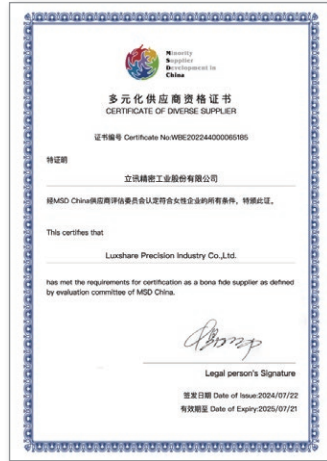 Minority
Supplier
Development in
China
多元化供应商资格证书
CERTIFICATE OF DIVERSE SUPPLIER
证书编号 Certificate No:WBE202244000065185
特证明
立讯精密工业股份有限公司
经MSD China供应商评估委员会认定符合女性企业的所有条件，特颁此证。
This certifies that
Luxshare Precision Industry Co.,Ltd.
has met the requirements for certification as a bona fide supplier as defined
by evaluation committee of MSD China.
Legal person's Signature
签发日期 Date of Issue:2024/07/22
有效期至 Date of Expiry:2025/07/21